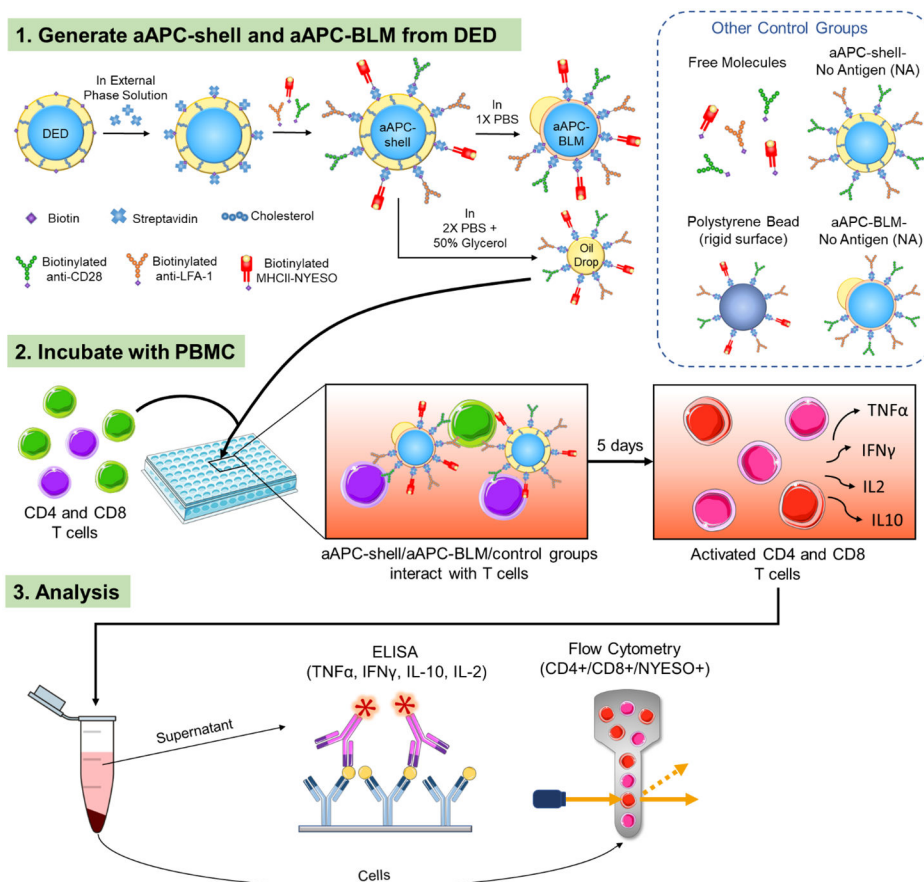 1. Generate aAPC-shell and aAPC-BLM from DED
In External
Phase Solution
DED
aAPC-
shell
In
1X PBS
aAPC-
BLM
In
2X PBS +
50% Glycerol
Oil
Drop
Biotin
Streptavidin
Cholesterol
Biotinylated
anti-CD28
Biotinylated
anti-LFA-1
Biotinylated
MHCII-NYESO
Other Control Groups
Free Molecules
aAPC-shell-
No Antigen (NA)
Polystyrene Bead
(rigid surface)
aAPC-BLM-
No Antigen (NA)
2. Incubate with PBMC
CD4 and CD8
T cells
aAPC-shell/aAPC-BLM/control groups
interact with T cells
5 days
TNFα
IFNγ
IL2
IL10
Activated CD4 and CD8
T cells
3. Analysis
Supernatant
ELISA
(TNFα, IFNγ, IL-10, IL-2)
Flow Cytometry
(CD4+/CD8+/NYESO+)
Cells